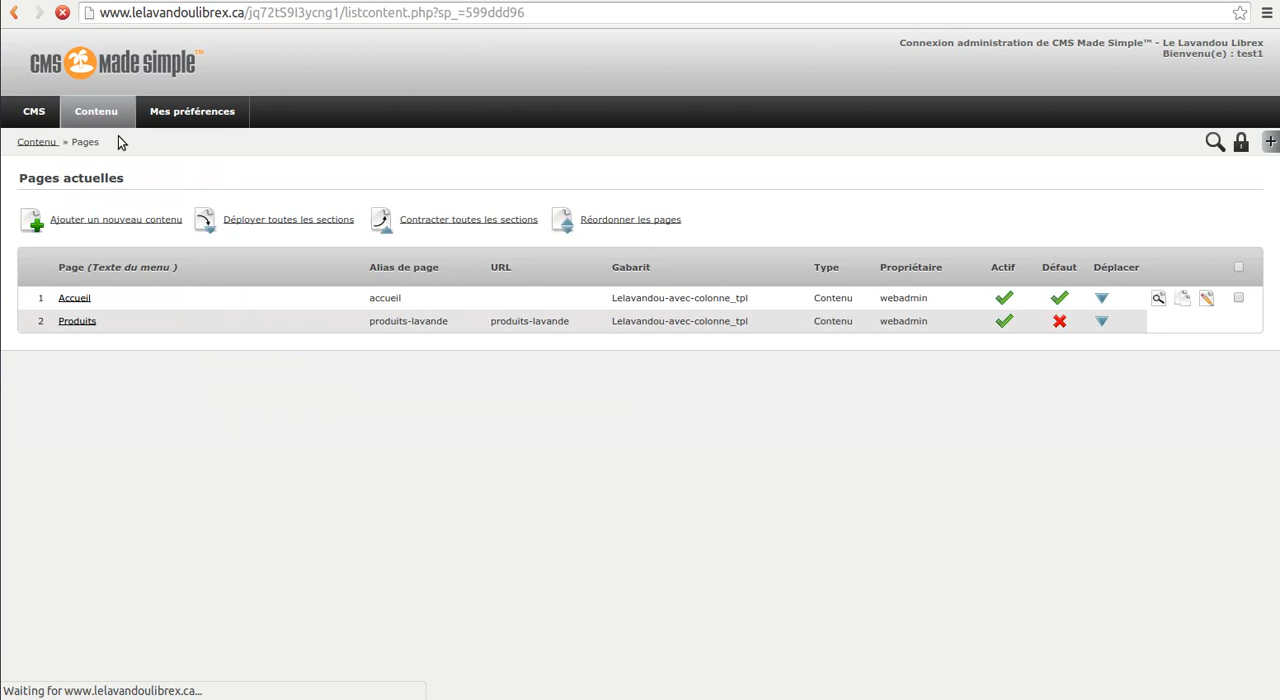 www.lelavandoulibrex.ca/jq72tS9I3ycng1/listcontent.php?sp_=599ddd96
CMS Made Simple™
Connexion administration de CMS Made Simple™ - Le Lavandou Librex
Bienvenu(e) : test1
CMS Contenu Mes préférences
Contenu » Pages
Pages actuelles
Ajouter un nouveau contenu Déployer toutes les sections Contracter toutes les sections Réordonner les pages
Page (Texte du menu ) Alias de page URL Gabarit Type Propriétaire Actif Défaut Déplacer
1 Accueil accueil Lelavandou-avec-colonne_tpl Contenu webadmin
2 Produits produits-lavande produits-lavande Lelavandou-avec-colonne_tpl Contenu webadmin
Waiting for www.lelavandoulibrex.ca...